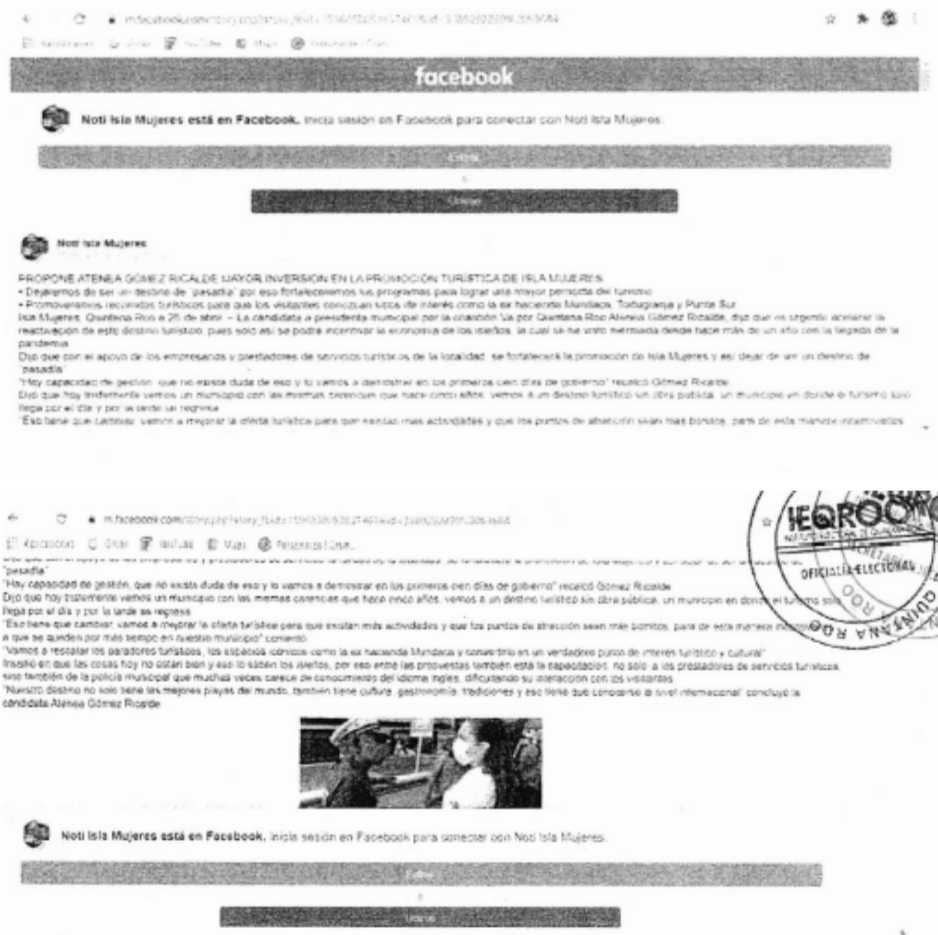 m.facebook.com
facebook
Noti Isla Mujeres está en Facebook. Inicia sesión en Facebook para conectar con Noti Isla Mujeres.
Entrar
o
Unirse
Noti Isla Mujeres
PROPONE ATENEA GÓMEZ RICALDE MAYOR INVERSIÓN EN LA PROMOCIÓN TURÍSTICA DE ISLA MUJERES
• Dejaremos de ser un destino de "pasadía" por eso fortaleceremos sus programas para lograr una mayor pernocta del turismo
• Promoveremos recorridos turísticos para que los visitantes conozcan sitios de interés como la ex hacienda Mundaca, Tortugranja y Punta Sur
Isla Mujeres, Quintana Roo a 25 de abril – La candidata a presidenta municipal por la coalición Va por Quintana Roo Atenea Gómez Ricalde, dijo que es urgente acelerar la
reactivación de este destino turístico, pues solo así se podrá incentivar la economía de los isleños, la cual se ha visto mermada desde hace más de un año con la llegada de la
pandemia
Dijo que con el apoyo de los empresarios y prestadores de servicios turísticos de la localidad, se fortalecerá la promoción de Isla Mujeres y así dejar de ser un destino de
"pasadía"
"Hay capacidad de gestión, que no exista duda de eso y lo vamos a demostrar en los primeros cien días de gobierno" recalcó Gómez Ricalde
Dijo que hoy tristemente vemos un municipio con las mismas carencias que hace cinco años, vemos a un destino turístico sin obra pública, un municipio en donde el turismo solo
llega por el día y por la tarde se regresa
"Eso tiene que cambiar, vamos a mejorar la oferta turística para que existan más actividades y que los puntos de atracción sean más bonitos, para de esta manera incentivarlos
m.facebook.com
IEQROO
OFICIALÍA ELECTORAL
QUINTANA ROO
"pasadía"
"Hay capacidad de gestión, que no exista duda de eso y lo vamos a demostrar en los primeros cien días de gobierno" recalcó Gómez Ricalde
Dijo que hoy tristemente vemos un municipio con las mismas carencias que hace cinco años, vemos a un destino turístico sin obra pública, un municipio en donde el turismo solo
llega por el día y por la tarde se regresa
"Eso tiene que cambiar, vamos a mejorar la oferta turística para que existan más actividades y que los puntos de atracción sean más bonitos, para de esta manera
a que se queden por más tiempo en nuestro municipio" comentó
"Vamos a rescatar los paradores turísticos, los espacios icónicos como la ex hacienda Mundaca y convertirlo en un verdadero punto de interés turístico y cultural"
Insistió en que las cosas hoy no están bien y eso lo saben los isleños, por eso entre las propuestas también está la capacitación, no solo a los prestadores de servicios turísticos
sino también de la policía municipal que muchas veces carece de conocimientos del idioma ingles, dificultando su interacción con los visitantes
"Nuestro destino no solo tiene las mejores playas del mundo, también tiene cultura, gastronomía, tradiciones y eso tiene que conocerse a nivel internacional" concluyó la
candidata Atenea Gómez Ricalde
Noti Isla Mujeres está en Facebook. Inicia sesión en Facebook para conectar con Noti Isla Mujeres.
Entrar
o
Unirse